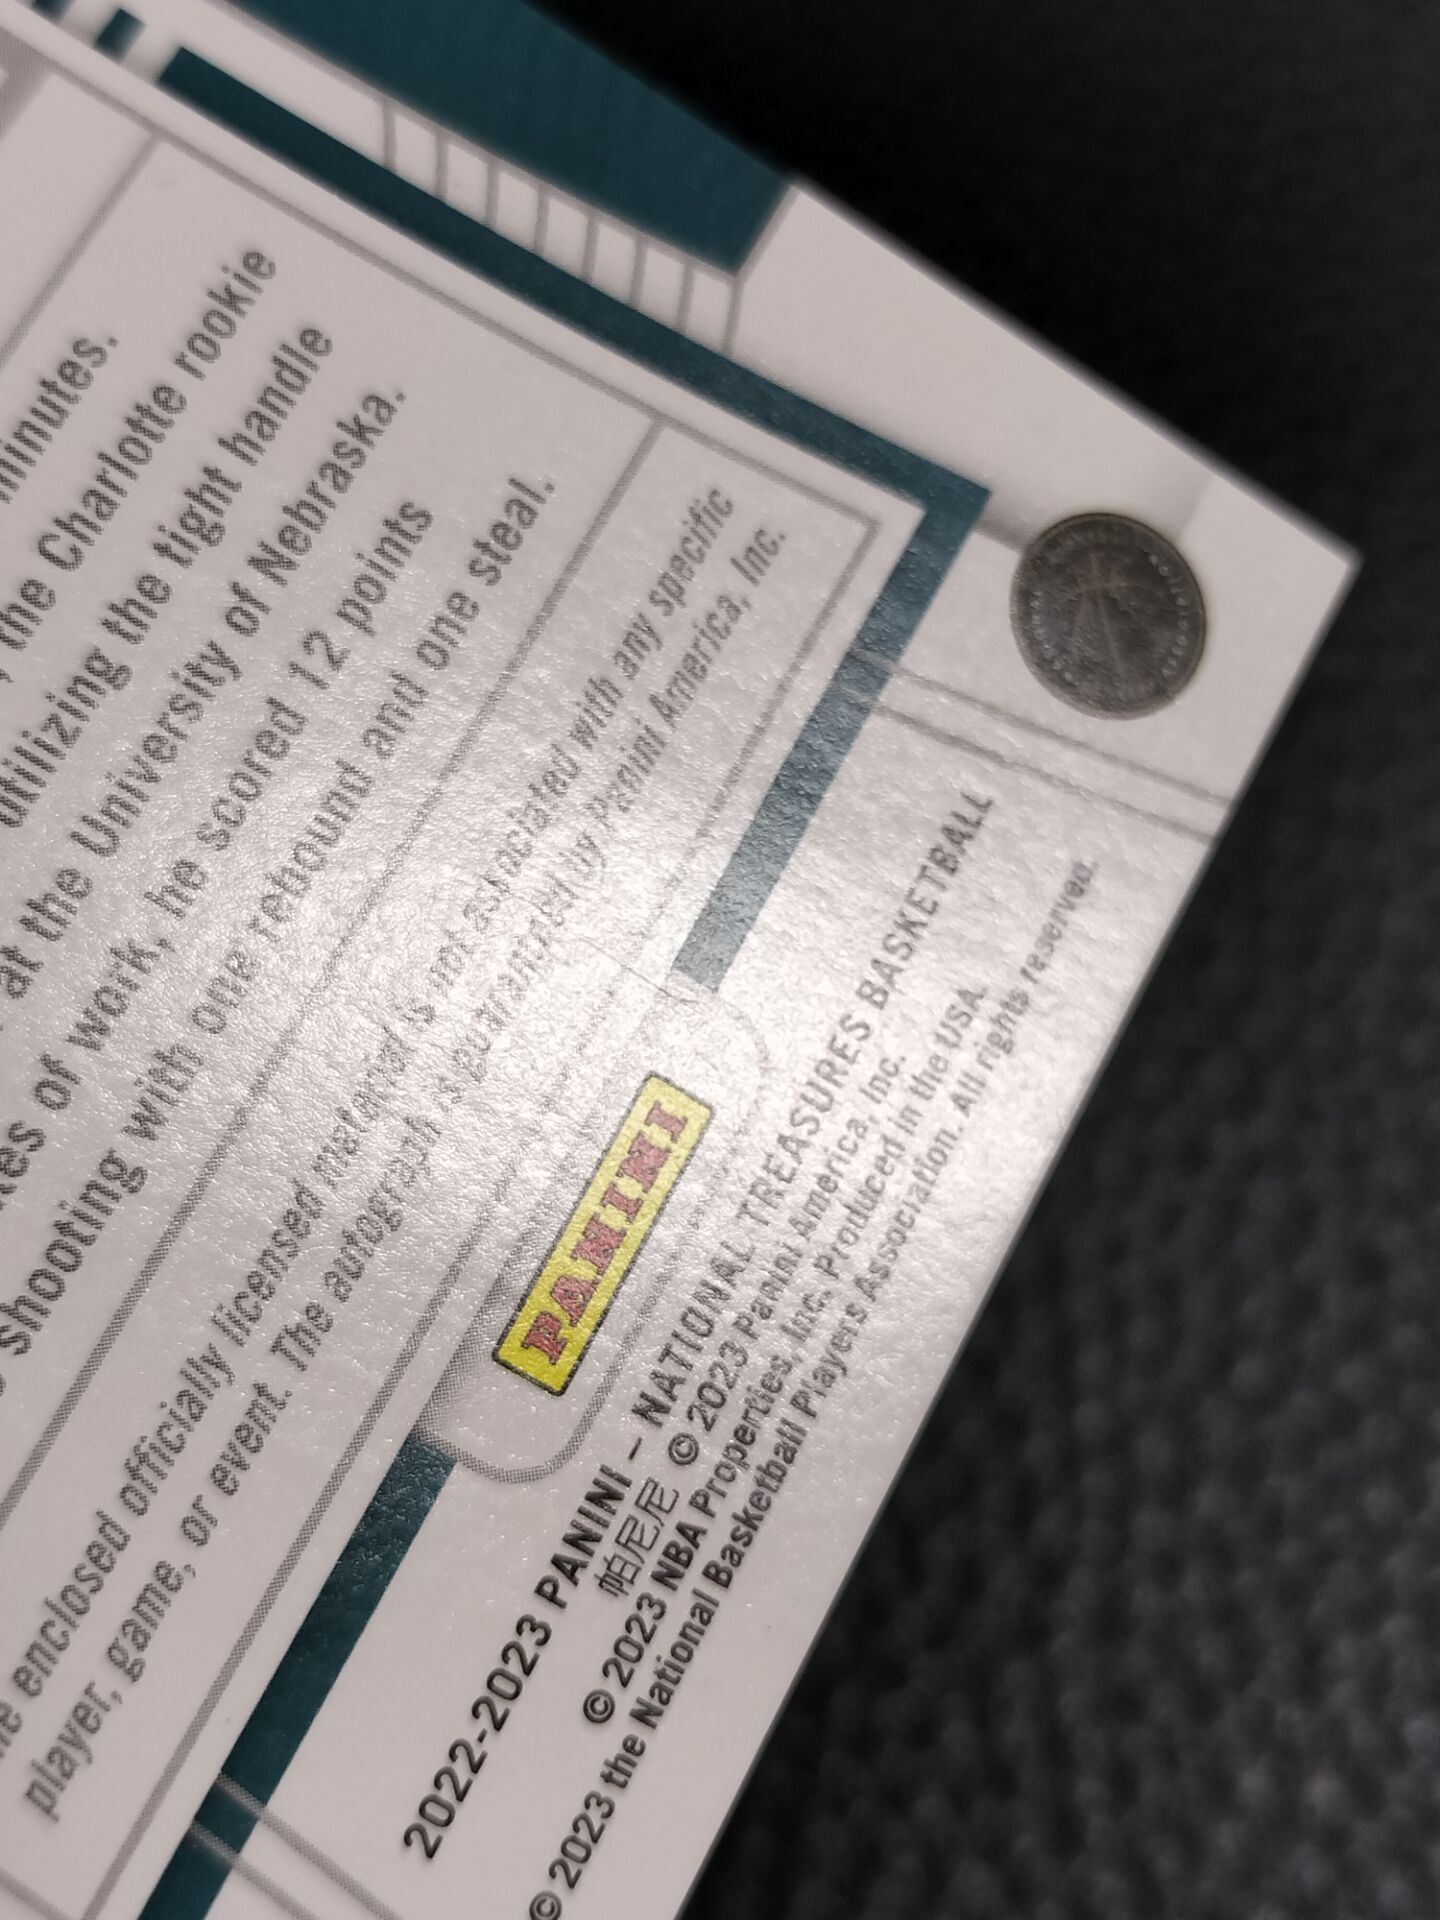 minutes.
, the Charlotte rookie
utilizing the tight handle
at the University of Nebraska.
of work, he scored 12 points
shooting with one rebound and one steal.
enclosed officially licensed material is not associated with any specific
player, game, or event. The autograph is guaranteed by Panini America, Inc.
PANINI
2022-2023 PANINI – NATIONAL TREASURES BASKETBALL
帕尼尼 © 2023 Panini America, Inc.
© 2023 NBA Properties, Inc. Produced in the USA.
© 2023 the National Basketball Players Association. All rights reserved.